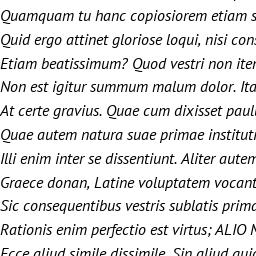 Quamquam tu hanc copiosiorem etiam s
Quid ergo attinet gloriose loqui, nisi cons
Etiam beatissimum? Quod vestri non iter
Non est igitur summum malum dolor. Ita
At certe gravius. Quae cum dixisset paul
Quae autem natura suae primae instituti
Illi enim inter se dissentiunt. Aliter autem
Graece donan, Latine voluptatem vocant
Sic consequentibus vestris sublatis prima
Rationis enim perfectio est virtus; ALIO N
Ecce aliud simile dissimile. Sin aliud quid